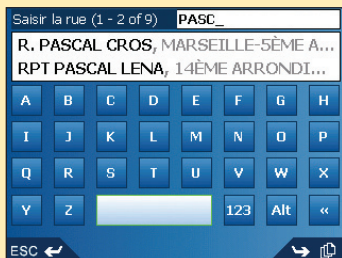 Saisir la rue (1 - 2 of 9) PASC_
R. PASCAL CROS, MARSEILLE-5ÈME A...
RPT PASCAL LENA, 14ÈME ARRONDI...
A B C D E F G H
I J K L M N O P
Q R S T U V W X
Y Z 123 Alt «
ESC